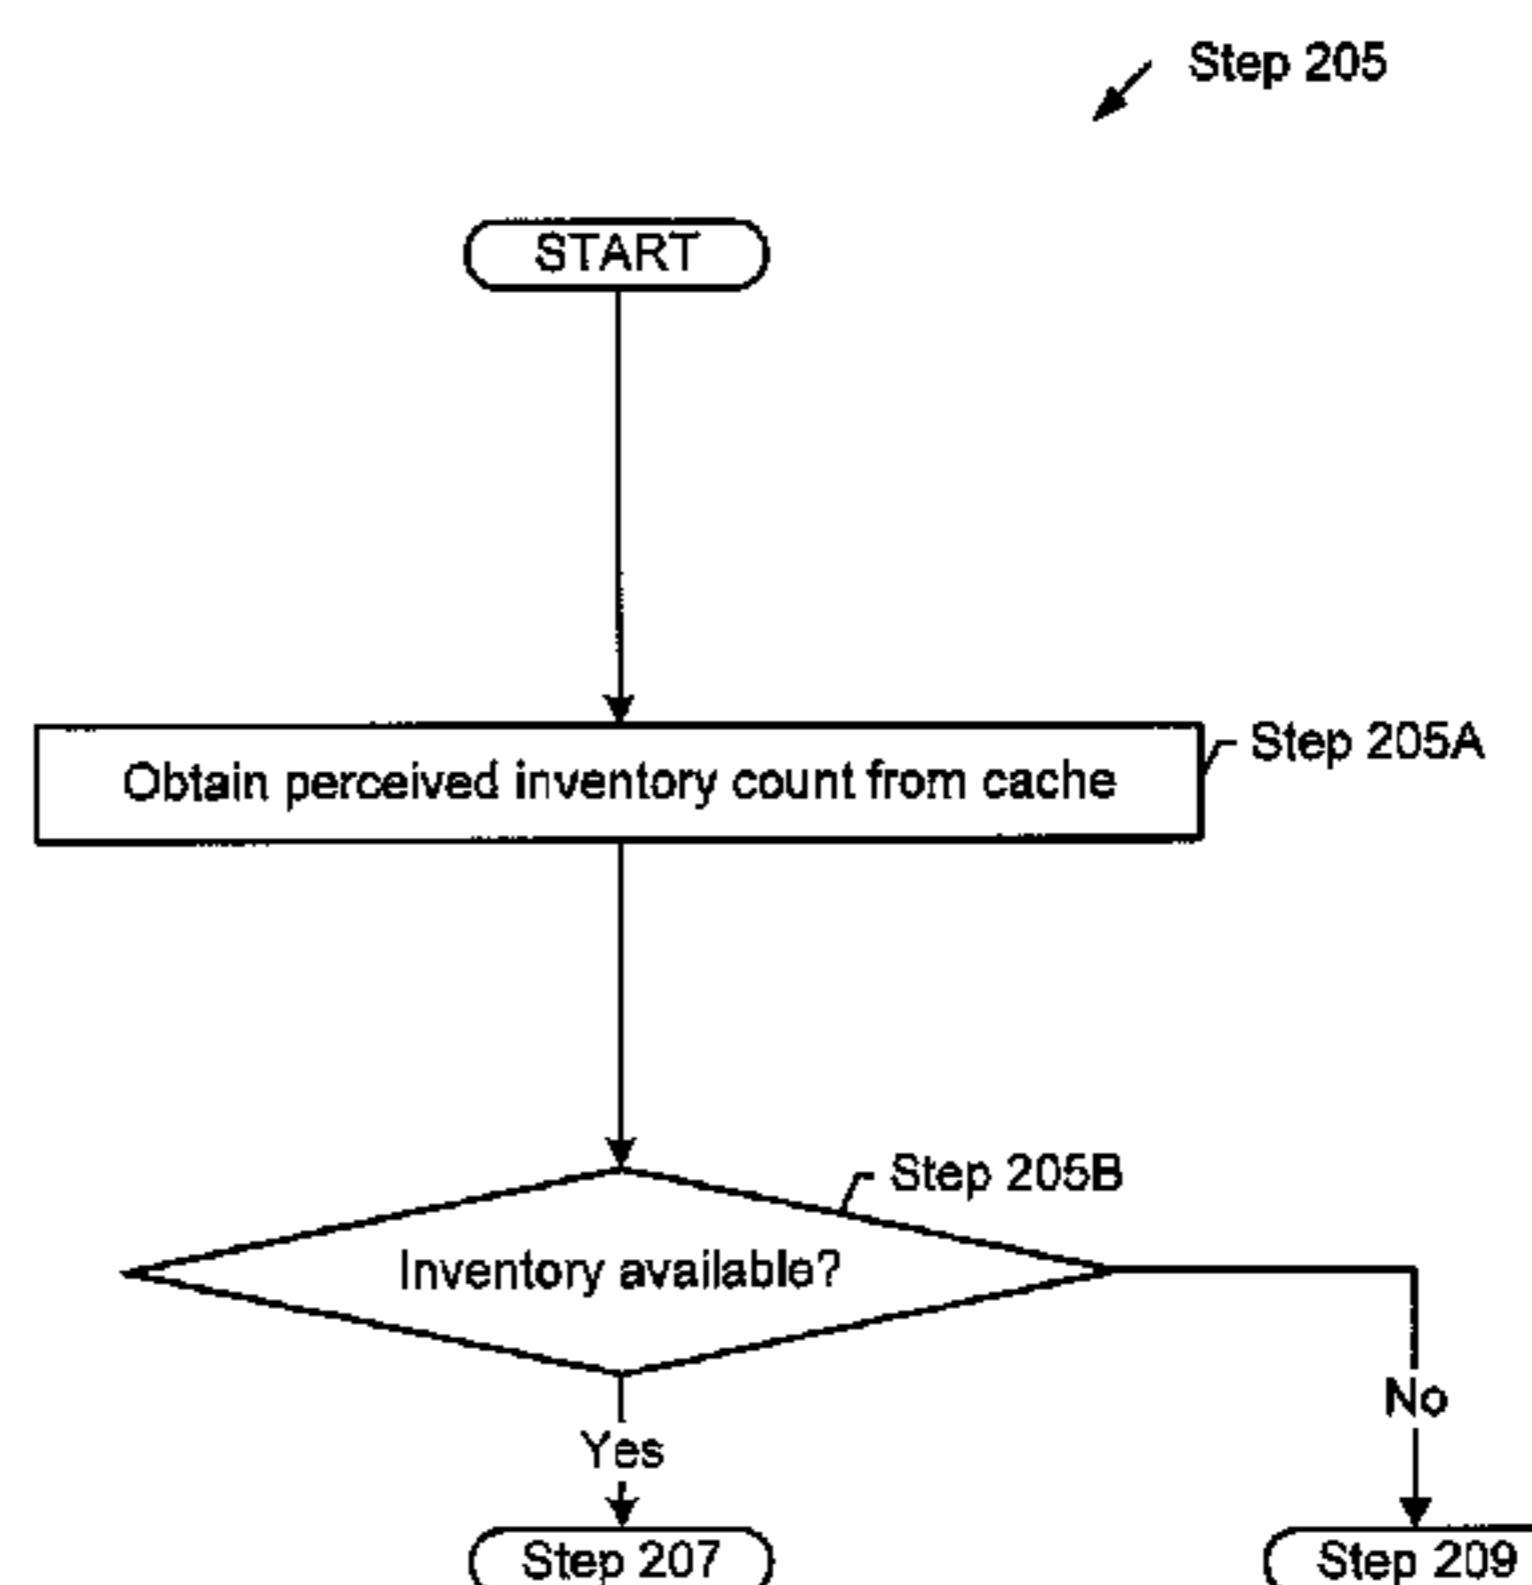 Step 205
START
Obtain perceived inventory count from cache
Step 205A
Step 205B
Inventory available?
No
Yes
Step 207
Step 209